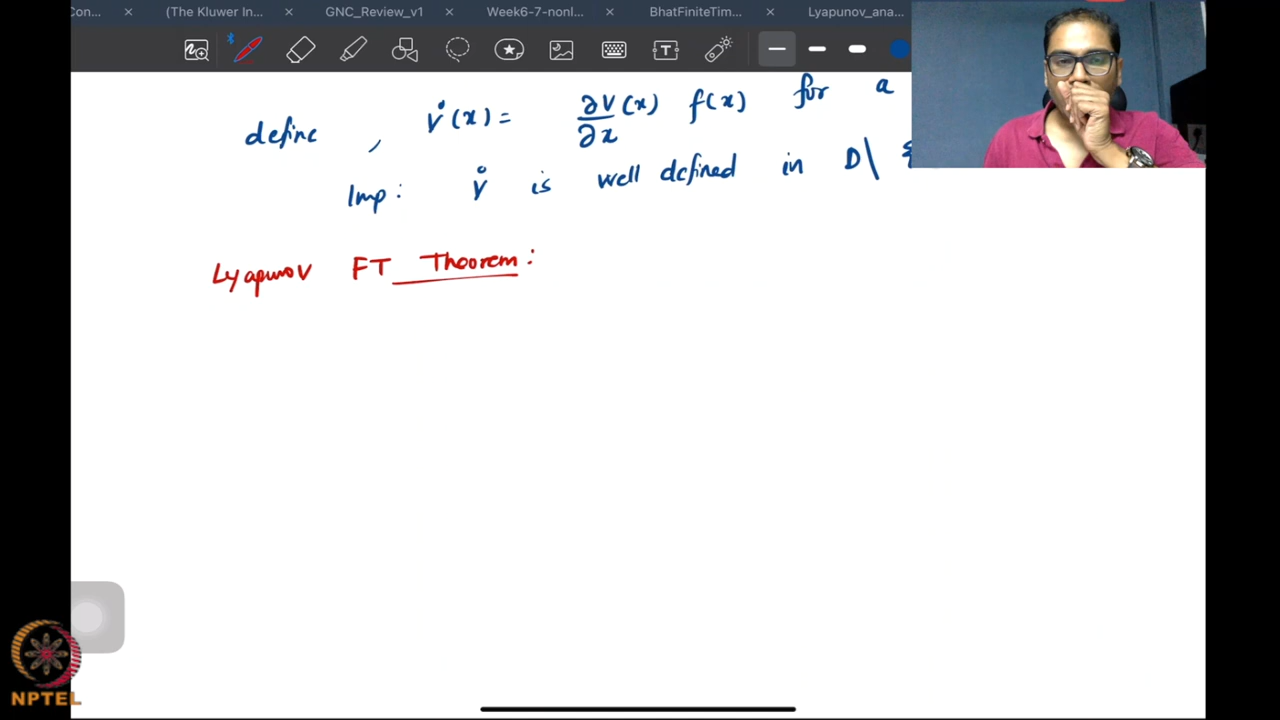 Con... × (The Kluwer In... × GNC_Review_v1 × Week6-7-nonl... × BhatFiniteTim... × Lyapunov_ana...
T
define , V̇(x) = ∂V/∂x (x) f(x) for a
Imp: V̇ is well defined in D\ {
Lyapunov FT Theorem:
NPTEL